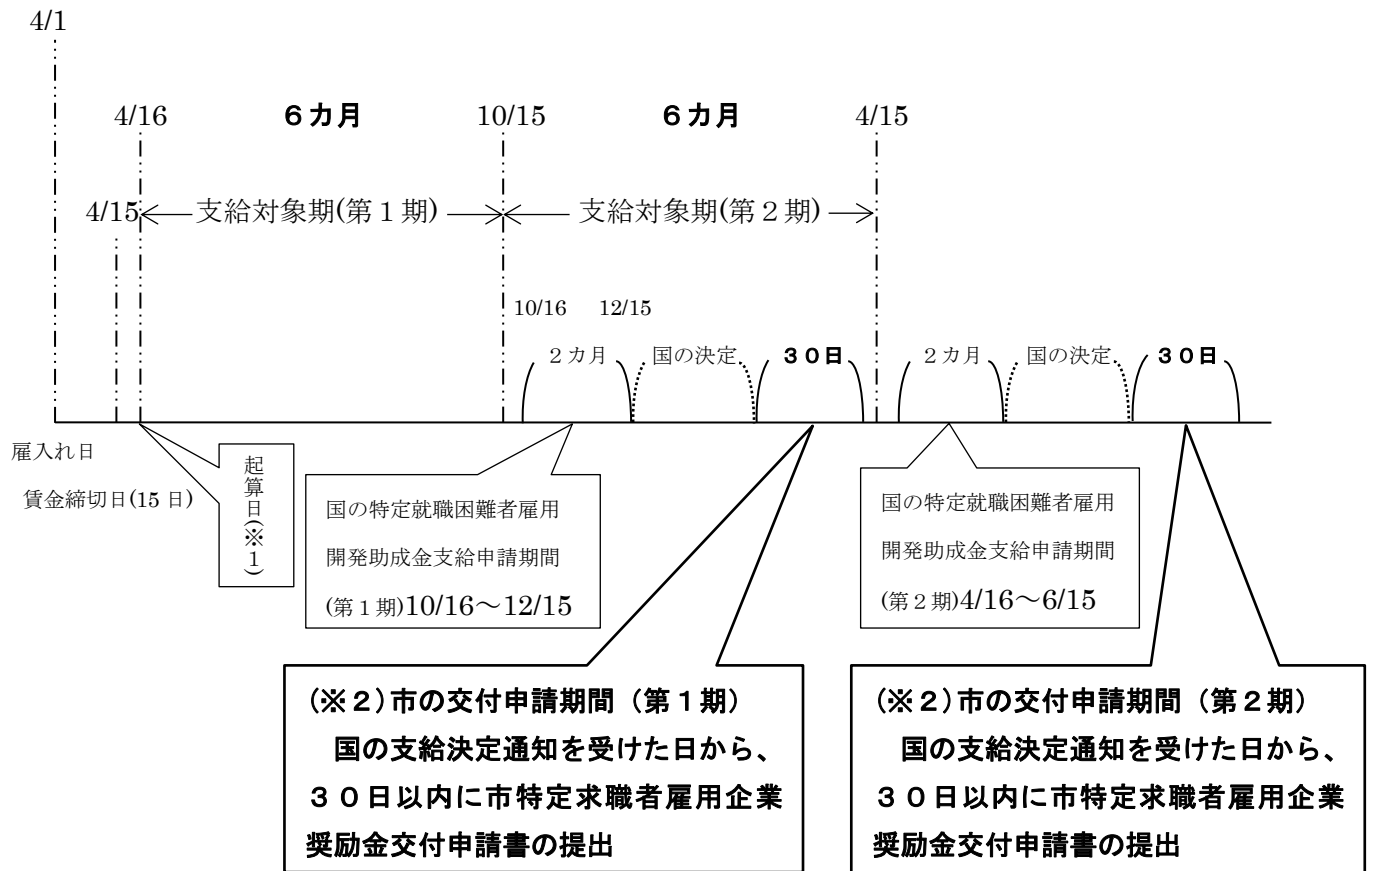 4/1
4/16
６カ月
10/15
６カ月
4/15
4/15
支給対象期(第１期)
支給対象期(第２期)
10/16
12/15
２カ月
国の決定
３０日
２カ月
国の決定
３０日
雇入れ日
賃金締切日(15 日)
起算日(※１)
国の特定就職困難者雇用
開発助成金支給申請期間
(第１期)10/16～12/15
国の特定就職困難者雇用
開発助成金支給申請期間
(第２期)4/16～6/15
(※２)市の交付申請期間（第１期）
国の支給決定通知を受けた日から、
３０日以内に市特定求職者雇用企業
奨励金交付申請書の提出
(※２)市の交付申請期間（第２期）
国の支給決定通知を受けた日から、
３０日以内に市特定求職者雇用企業
奨励金交付申請書の提出